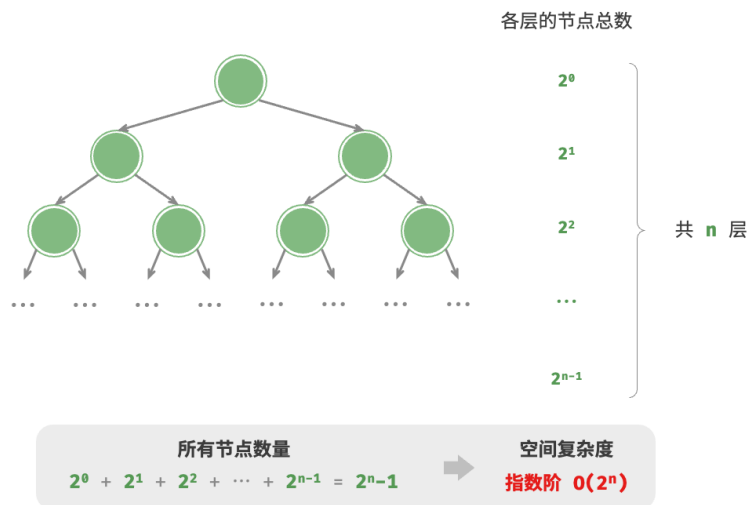 各层的节点总数
2⁰
2¹
2²
共 n 层
... ... ... ... ... ... ... ...
...
2ⁿ⁻¹
所有节点数量
2⁰ + 2¹ + 2² + ⋯ + 2ⁿ⁻¹ = 2ⁿ−1
空间复杂度
指数阶 O(2ⁿ)